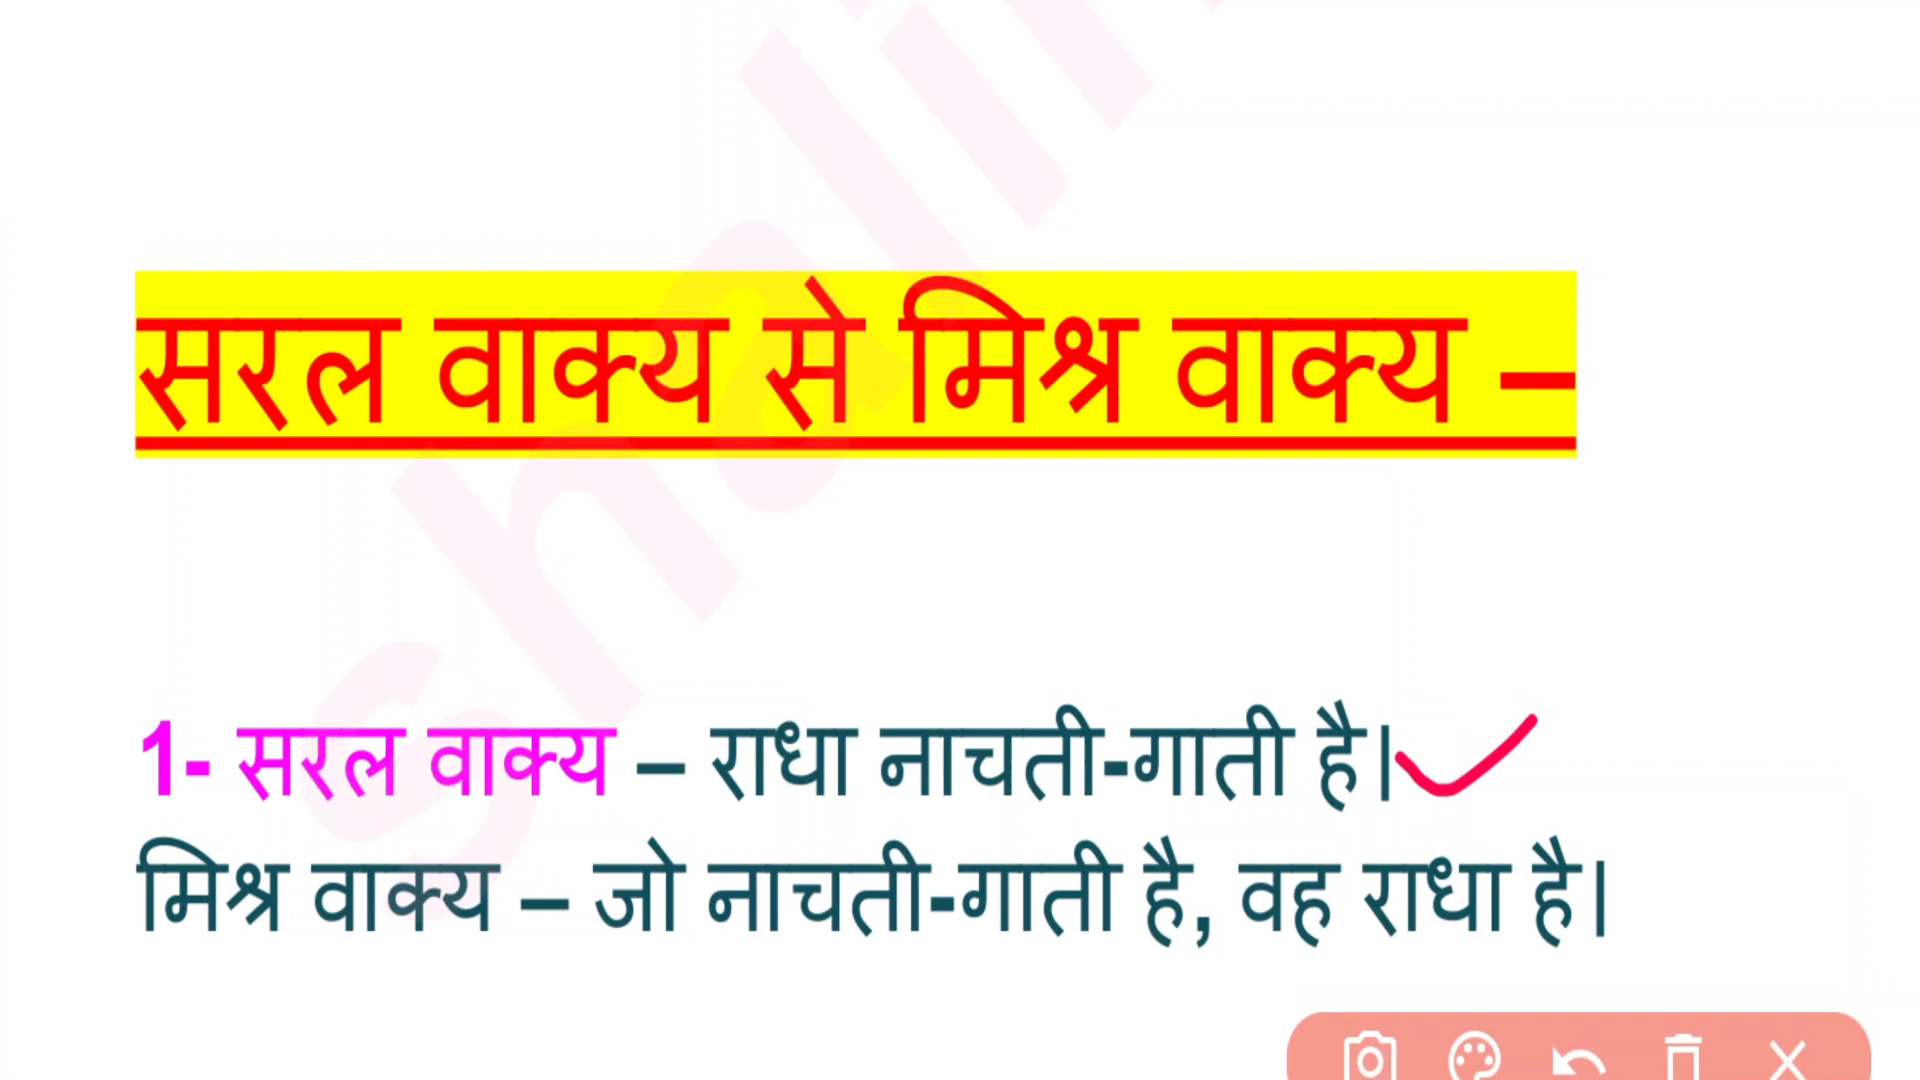 सरल वाक्य से मिश्र वाक्य –
1- सरल वाक्य – राधा नाचती-गाती है।
मिश्र वाक्य – जो नाचती-गाती है, वह राधा है।